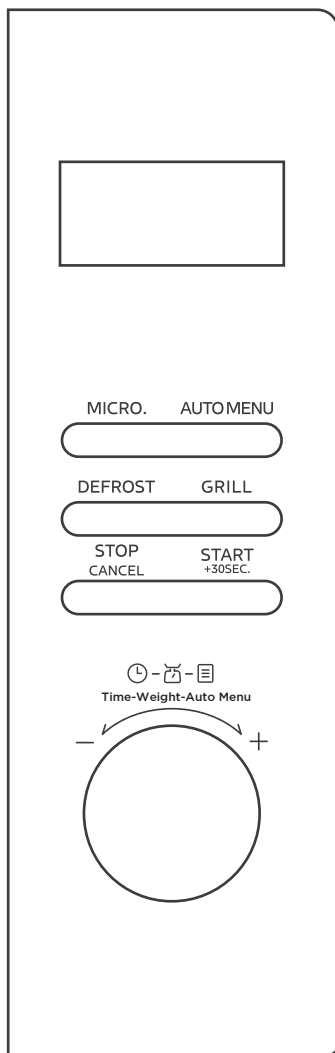 MICRO. AUTO MENU
DEFROST GRILL
STOP START
CANCEL +30SEC.
Time-Weight-Auto Menu
− +